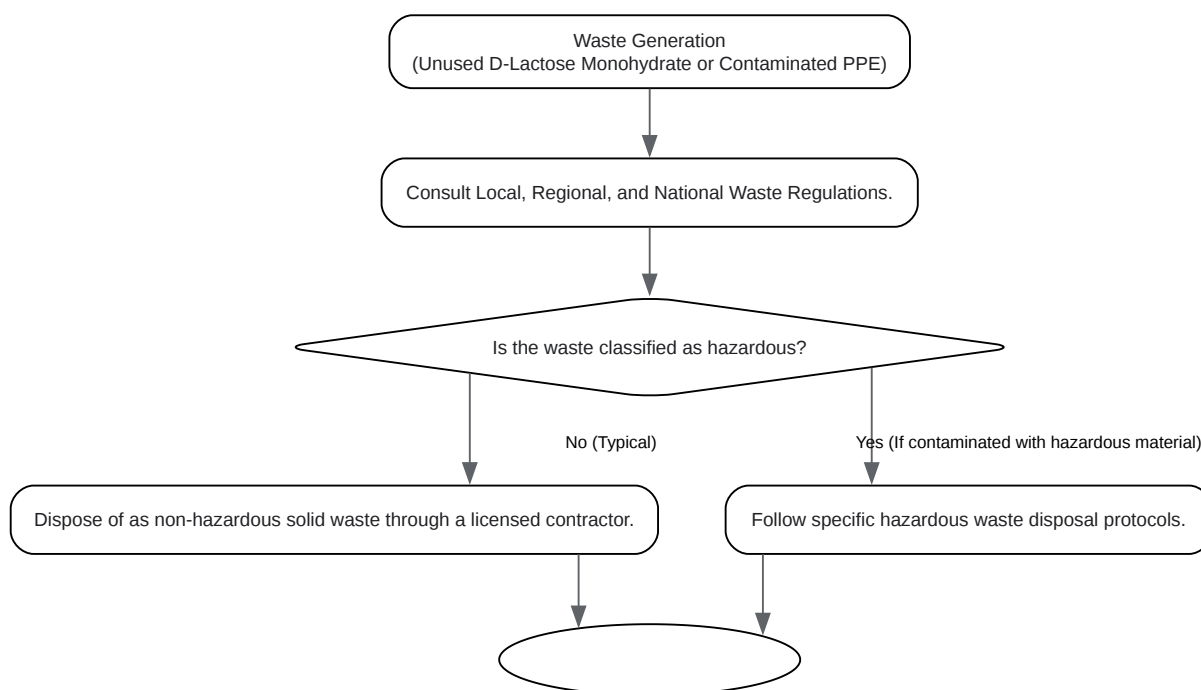 Waste Generation
(Unused D-Lactose Monohydrate or Contaminated PPE)
Consult Local, Regional, and National Waste Regulations.
Is the waste classified as hazardous?
No (Typical)
Yes (If contaminated with hazardous material)
Dispose of as non-hazardous solid waste through a licensed contractor.
Follow specific hazardous waste disposal protocols.